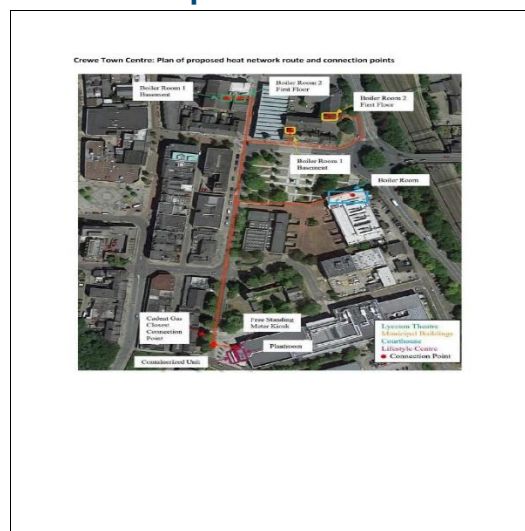 Crewe Town Centre: Plan of proposed heat network route and connection points
Boiler Room 1
Basement
Boiler Room 2
First Floor
Boiler Room 2
First Floor
Boiler Room 1
Basement
Boiler Room
Cadent Gas
Closest
Connection
Point
Free Standing
Meter Kiosk
Plantroom
Containerized Unit
Lyceum Theatre
Municipal Buildings
Courthouse
Lifestyle Centre
Connection Point